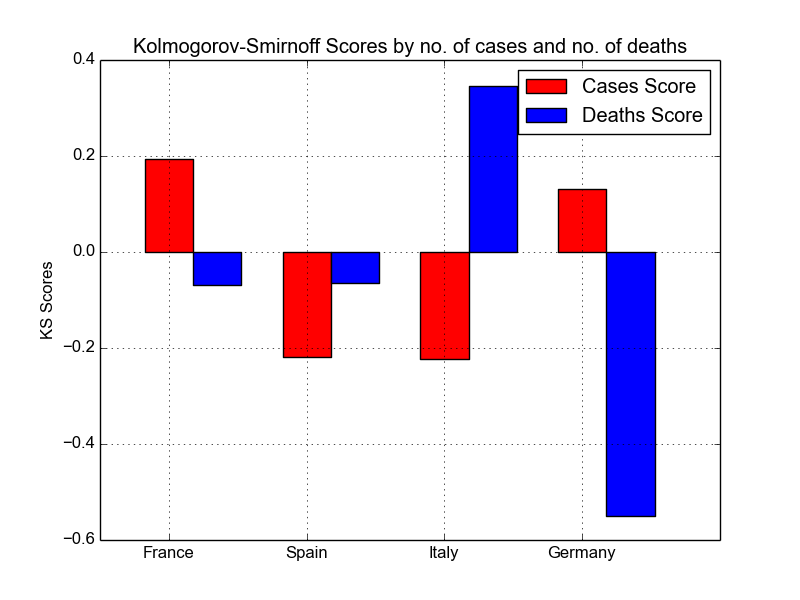 Kolmogorov-Smirnoff Scores by no. of cases and no. of deaths
0.4
Cases Score
Deaths Score
0.2
0.0
KS Scores
−0.2
−0.4
−0.6
France Spain Italy Germany